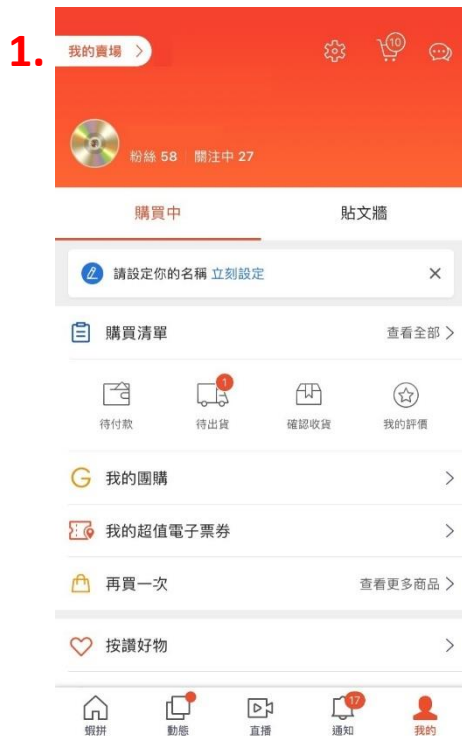 1.
我的賣場 >
10
粉絲 58 | 關注中 27
購買中 貼文牆
請設定你的名稱 立刻設定 ×
購買清單 查看全部 >
1
待付款 待出貨 確認收貨 我的評價
G 我的團購 >
我的超值電子票券 >
再買一次 查看更多商品 >
按讚好物 >
17
蝦拼 動態 直播 通知 我的